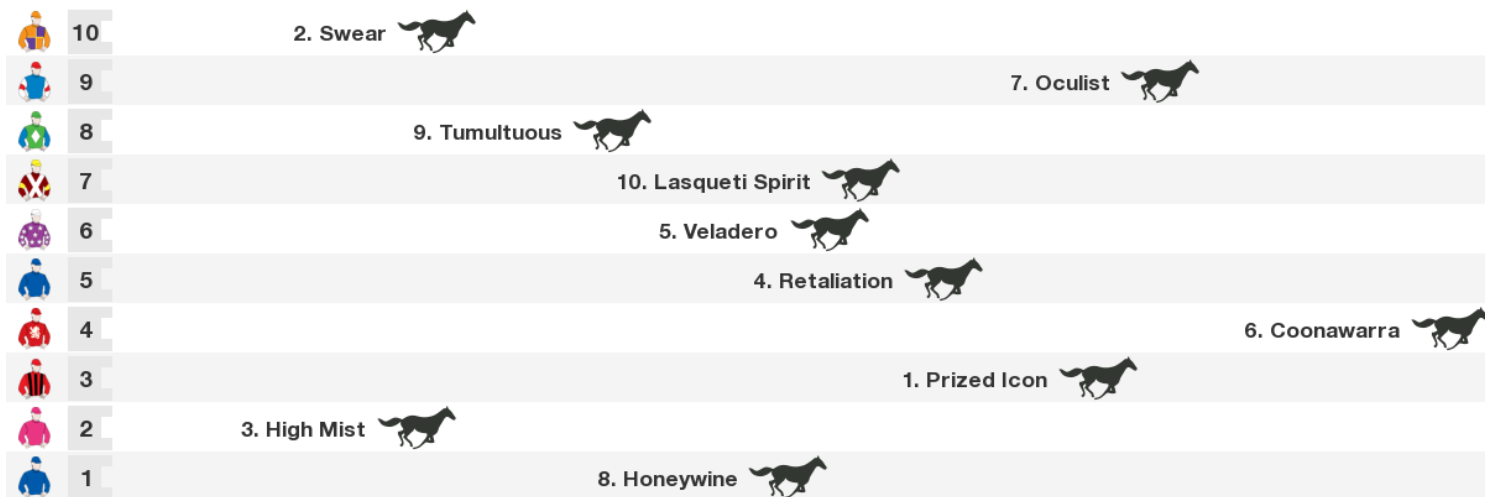 10 2. Swear
9 7. Oculist
8 9. Tumultuous
7 10. Lasqueti Spirit
6 5. Veladero
5 4. Retaliation
4 6. Coonawarra
3 1. Prized Icon
2 3. High Mist
1 8. Honeywine